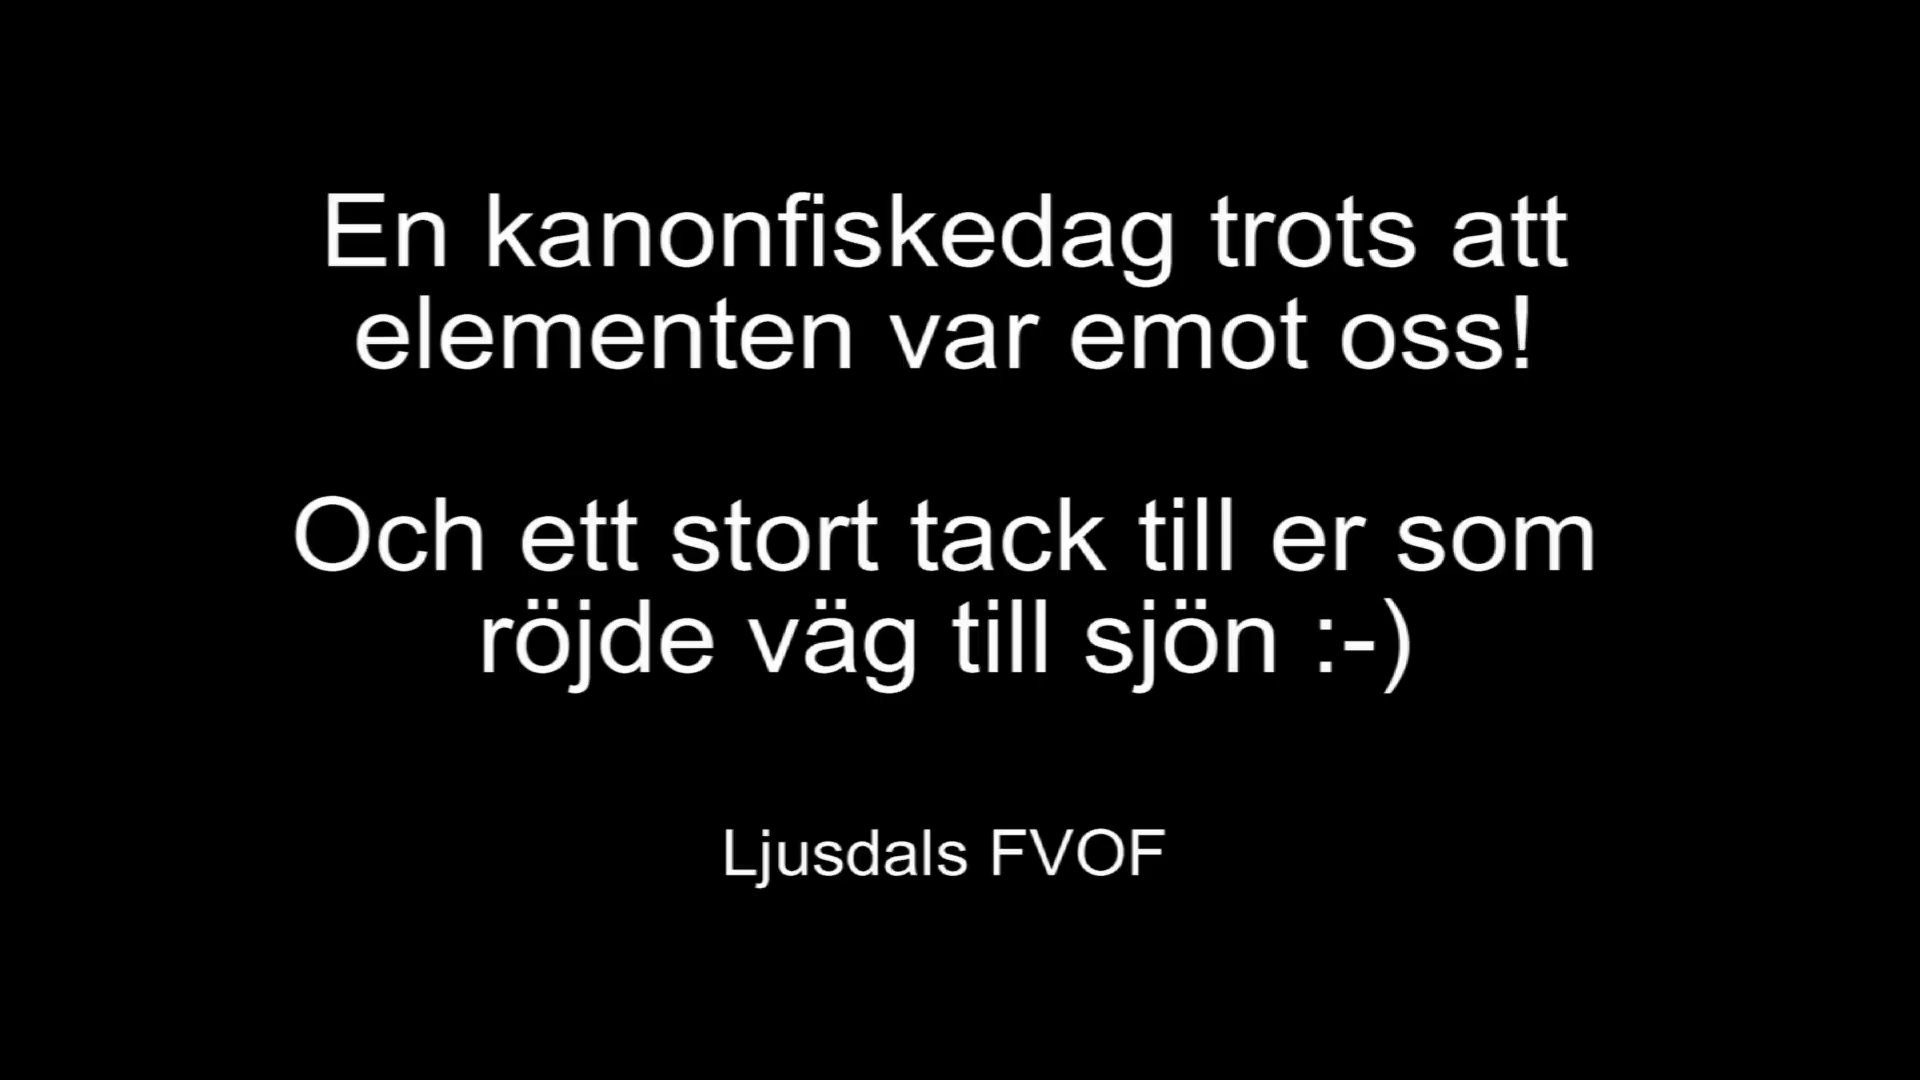 En kanonfiskedag trots att
elementen var emot oss!
Och ett stort tack till er som
röjde väg till sjön :-)
Ljusdals FVOF